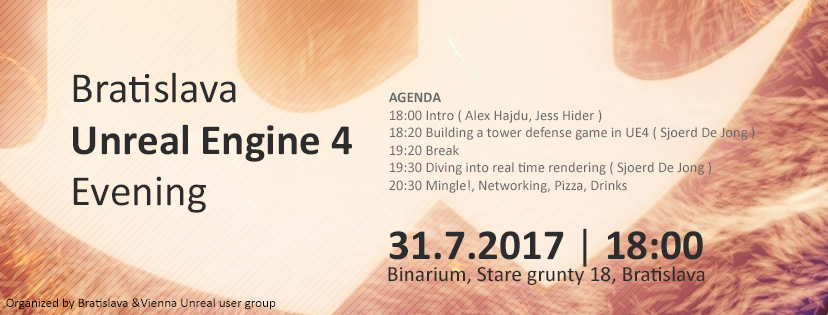 Bratislava
Unreal Engine 4
Evening
AGENDA
18:00 Intro ( Alex Hajdu, Jess Hider )
18:20 Building a tower defense game in UE4 ( Sjoerd De Jong )
19:20 Break
19:30 Diving into real time rendering ( Sjoerd De Jong )
20:30 Mingle!, Networking, Pizza, Drinks
31.7.2017 | 18:00
Binarium, Stare grunty 18, Bratislava
Organized by Bratislava &Vienna Unreal user group